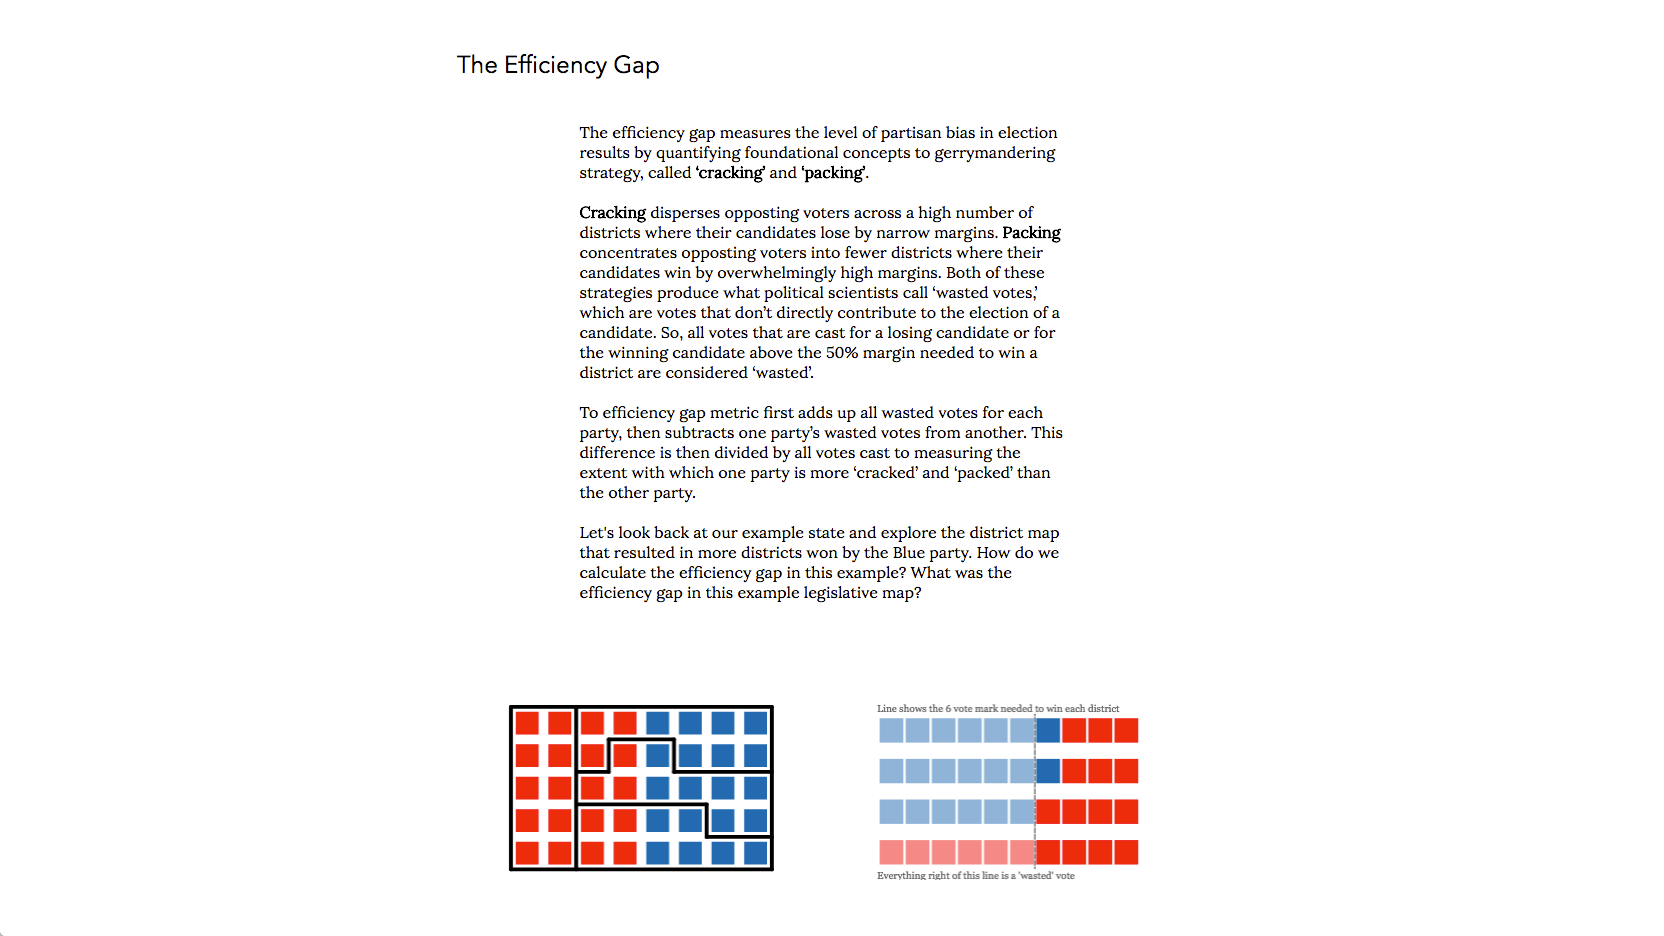 The Efficiency Gap
The efficiency gap measures the level of partisan bias in election
results by quantifying foundational concepts to gerrymandering
strategy, called ‘cracking’ and ‘packing’.
Cracking disperses opposting voters across a high number of
districts where their candidates lose by narrow margins. Packing
concentrates opposting voters into fewer districts where their
candidates win by overwhelmingly high margins. Both of these
strategies produce what political scientists call ‘wasted votes,’
which are votes that don’t directly contribute to the election of a
candidate. So, all votes that are cast for a losing candidate or for
the winning candidate above the 50% margin needed to win a
district are considered ‘wasted’.
To efficiency gap metric first adds up all wasted votes for each
party, then subtracts one party’s wasted votes from another. This
difference is then divided by all votes cast to measuring the
extent with which one party is more ‘cracked’ and ‘packed’ than
the other party.
Let's look back at our example state and explore the district map
that resulted in more districts won by the Blue party. How do we
calculate the efficiency gap in this example? What was the
efficiency gap in this example legislative map?
Line shows the 6 vote mark needed to win each district
Everything right of this line is a 'wasted' vote